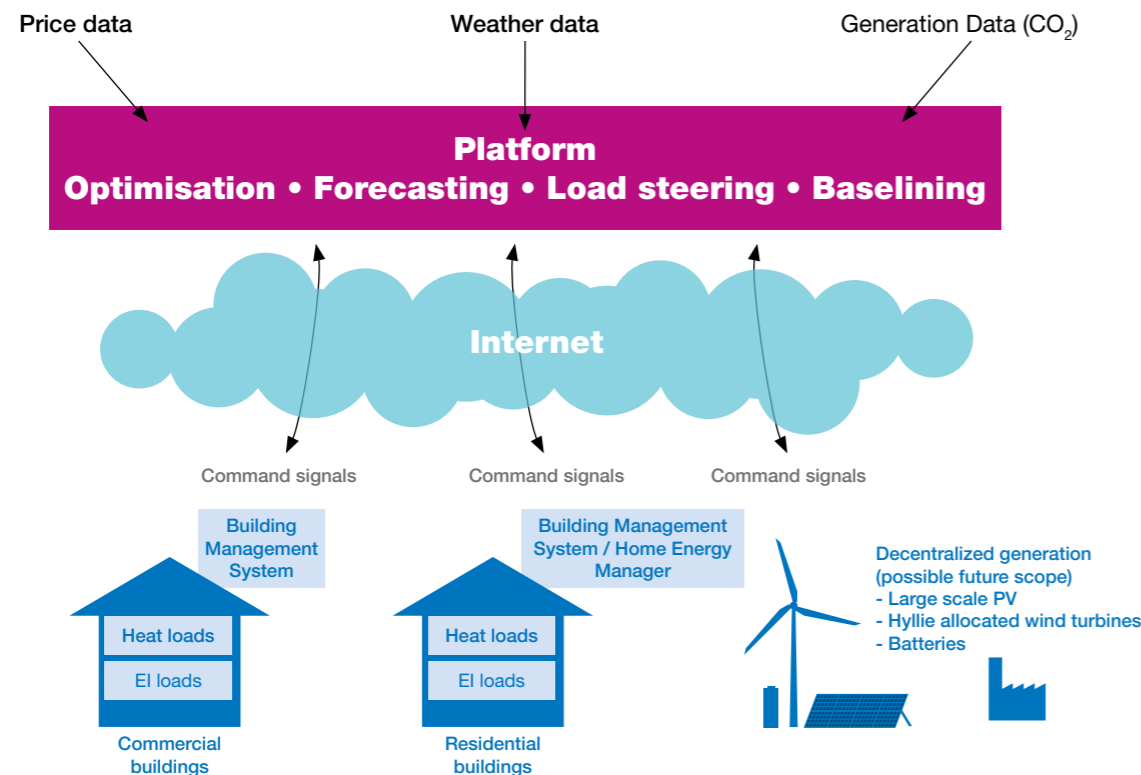 Price data
Weather data
Generation Data (CO₂)
Platform
Optimisation • Forecasting • Load steering • Baselining
Internet
Command signals
Command signals
Command signals
Building
Management
System
Heat loads
El loads
Commercial
buildings
Building Management
System / Home Energy
Manager
Heat loads
El loads
Residential
buildings
Decentralized generation
(possible future scope)
- Large scale PV
- Hyllie allocated wind turbines
- Batteries